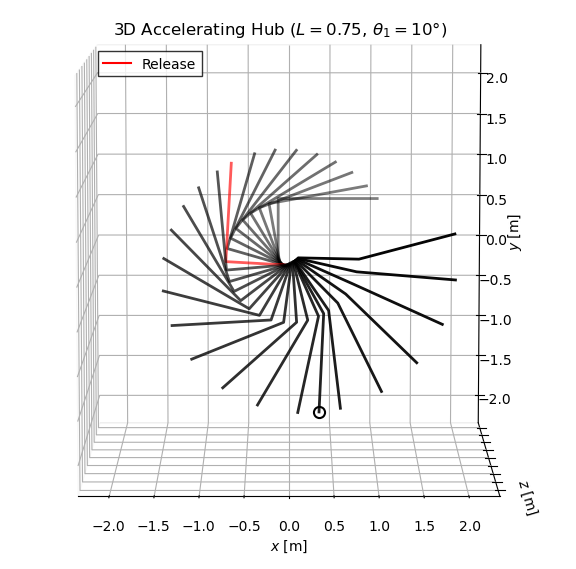 3D Accelerating Hub (L = 0.75, θ₁ = 10°)
Release
2.0
1.5
1.0
0.5
0.0
−0.5
−1.0
−1.5
−2.0
y [m]
z [m]
−2.0 −1.5 −1.0 −0.5 0.0 0.5 1.0 1.5 2.0
x [m]